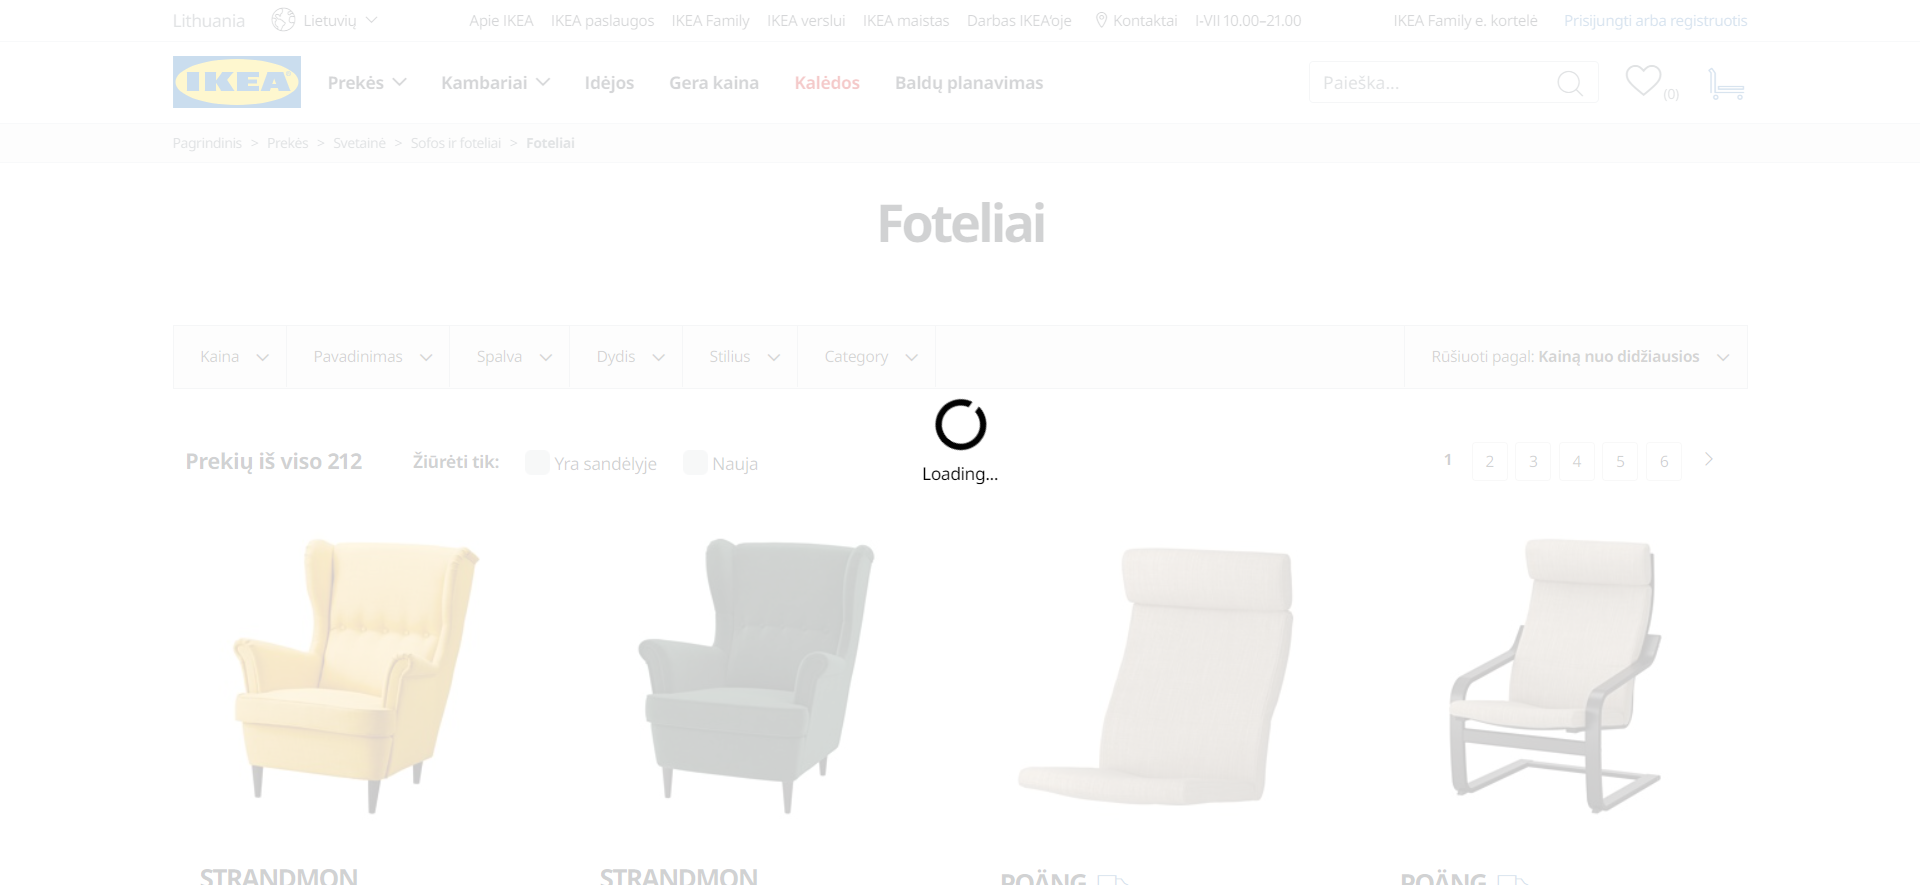 Lithuania Lietuvių Apie IKEA IKEA paslaugos IKEA Family IKEA verslui IKEA maistas Darbas IKEA'oje Kontaktai I-VII 10.00–21.00 IKEA Family e. kortelė Prisijungti arba registruotis
IKEA Prekės Kambariai Idėjos Gera kaina Kalėdos Baldų planavimas Paieška... (0)
Pagrindinis > Prekės > Svetainė > Sofos ir foteliai > Foteliai
Foteliai
Kaina Pavadinimas Spalva Dydis Stilius Category Rūšiuoti pagal: Kainą nuo didžiausios
Loading...
Prekių iš viso 212 Žiūrėti tik: Yra sandėlyje Nauja 1 2 3 4 5 6
STRANDMON STRANDMON POÄNG POÄNG